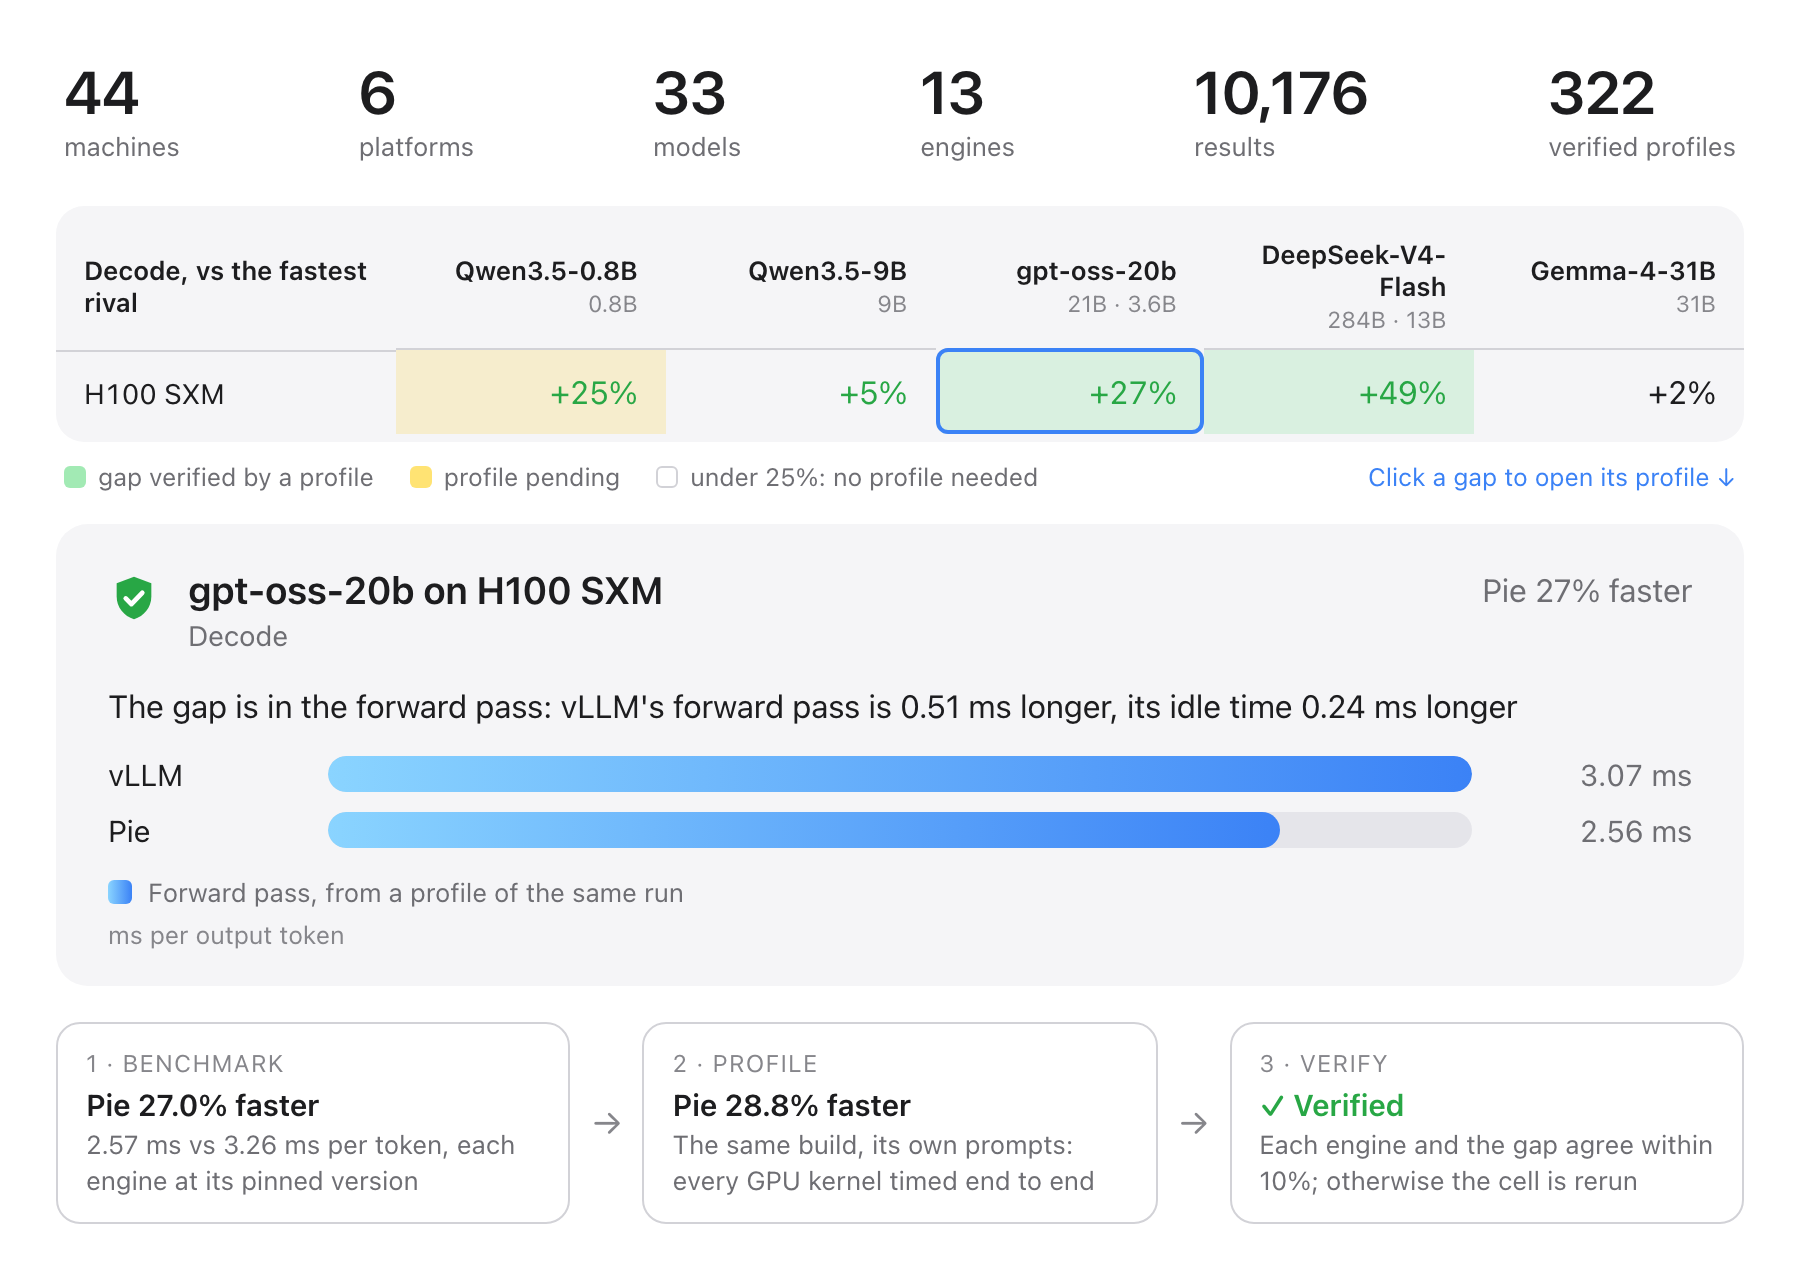 44
machines
6
platforms
33
models
13
engines
10,176
results
322
verified profiles
Decode, vs the fastest
rival
Qwen3.5-0.8B
0.8B
Qwen3.5-9B
9B
gpt-oss-20b
21B · 3.6B
DeepSeek-V4-
Flash
284B · 13B
Gemma-4-31B
31B
H100 SXM
+25%
+5%
+27%
+49%
+2%
gap verified by a profile
profile pending
under 25%: no profile needed
Click a gap to open its profile ↓
gpt-oss-20b on H100 SXM
Decode
Pie 27% faster
The gap is in the forward pass: vLLM's forward pass is 0.51 ms longer, its idle time 0.24 ms longer
vLLM
3.07 ms
Pie
2.56 ms
Forward pass, from a profile of the same run
ms per output token
1 · BENCHMARK
Pie 27.0% faster
2.57 ms vs 3.26 ms per token, each
engine at its pinned version
→
2 · PROFILE
Pie 28.8% faster
The same build, its own prompts:
every GPU kernel timed end to end
→
3 · VERIFY
✓ Verified
Each engine and the gap agree within
10%; otherwise the cell is rerun